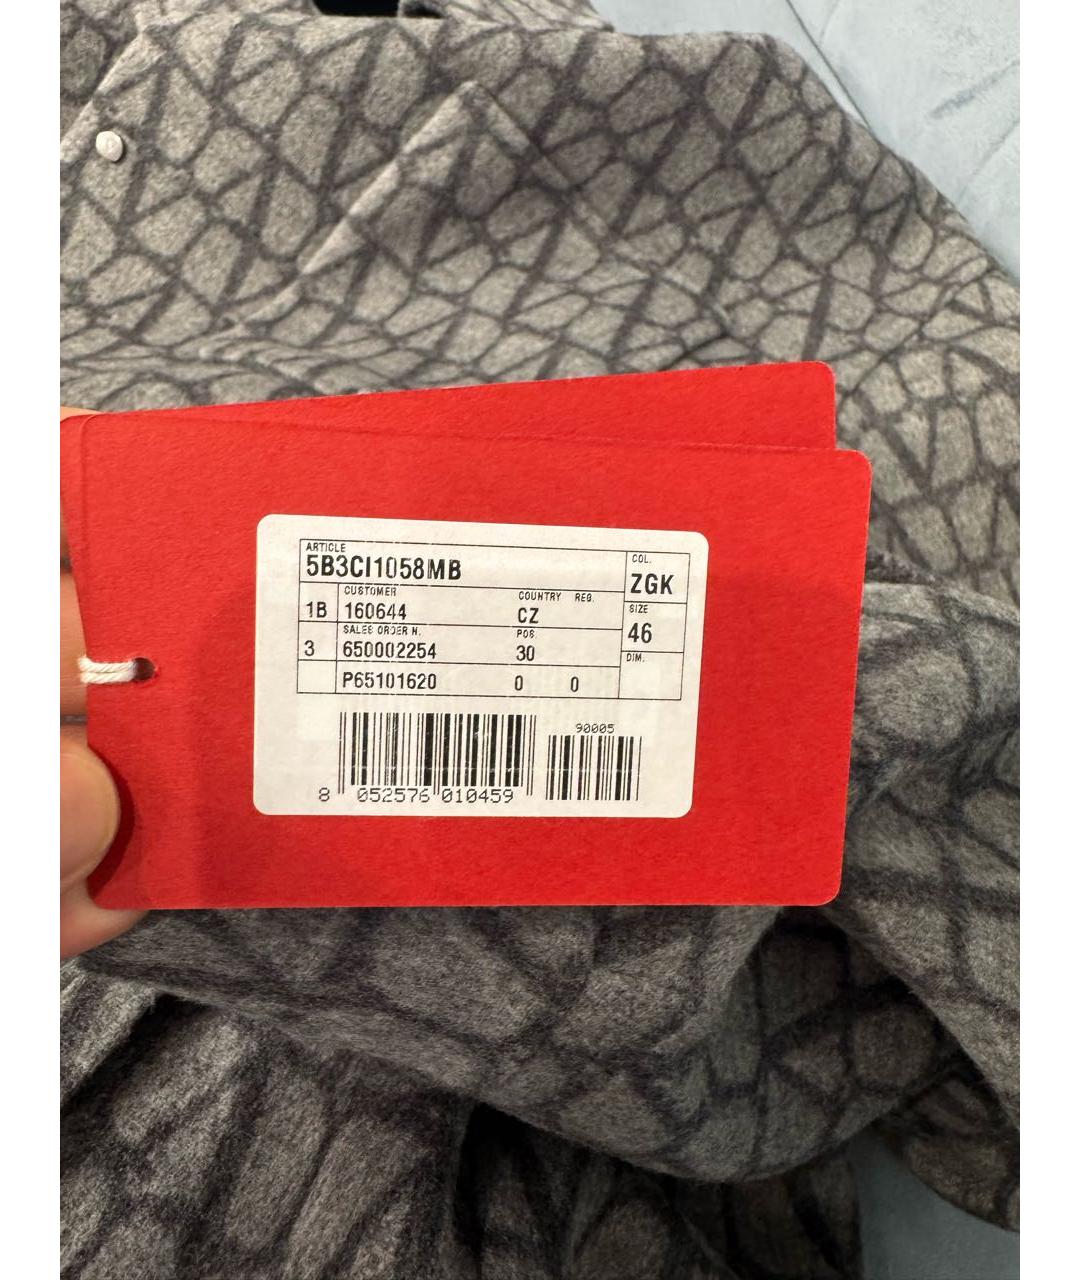 ARTICLE
5B3CI1058MB
COL.
ZGK
CUSTOMER COUNTRY REG.
1B 160644 CZ
SIZE
46
SALES ORDER N. POS
3 650002254 30
DIM.
P65101620 0 0
90005
8 052576 010459